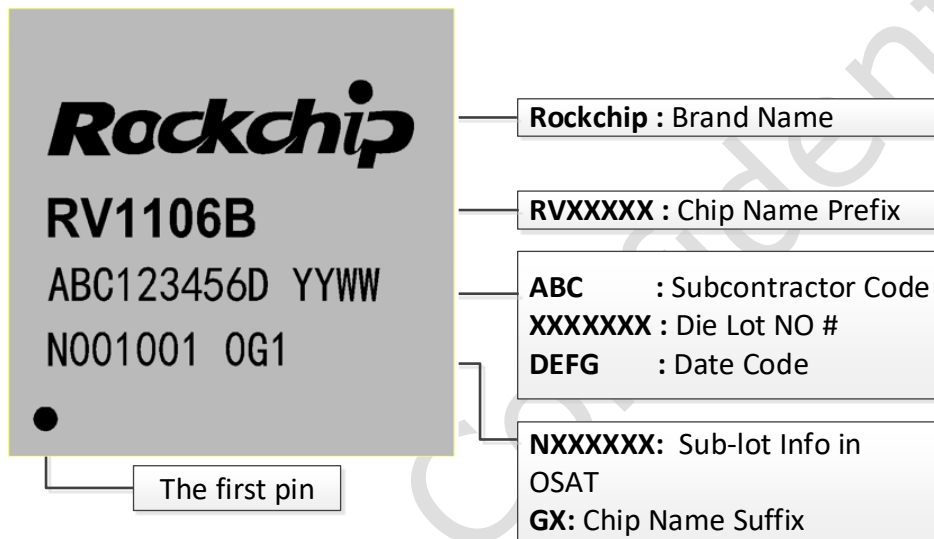 Rockchip
RV1106B
ABC123456D YYWW
N001001 0G1
The first pin
Rockchip : Brand Name
RVXXXXX : Chip Name Prefix
ABC : Subcontractor Code
XXXXXXX : Die Lot NO #
DEFG : Date Code
NXXXXXX: Sub-lot Info in
OSAT
GX: Chip Name Suffix